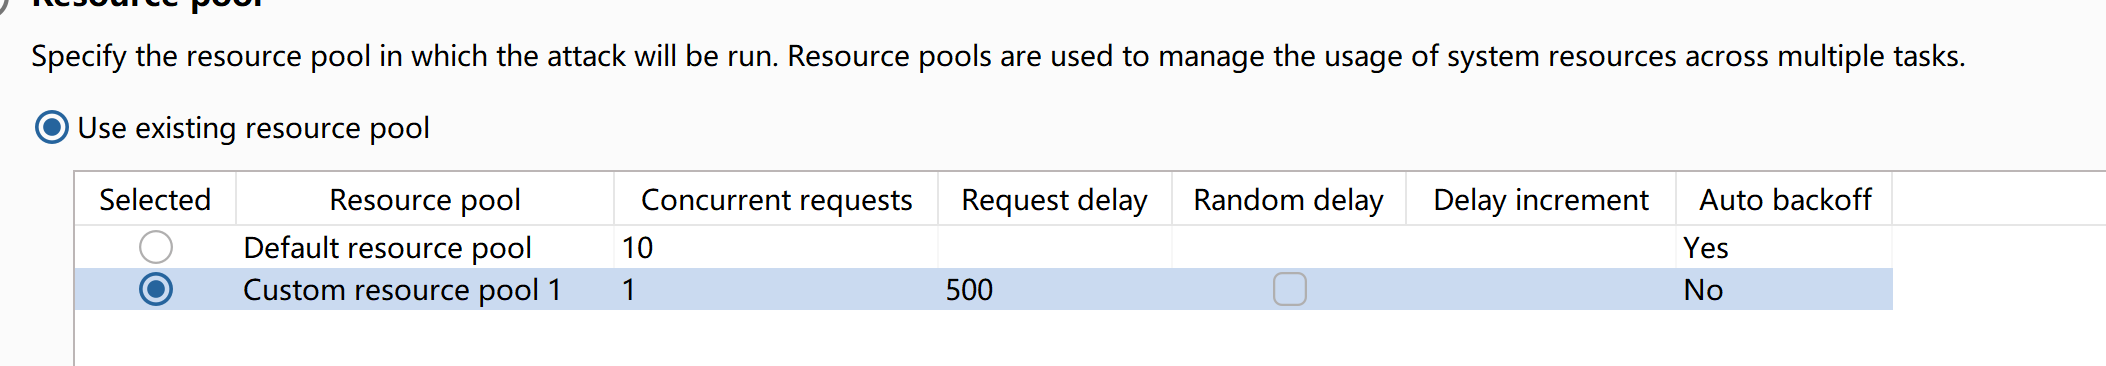 Resource pool
Specify the resource pool in which the attack will be run. Resource pools are used to manage the usage of system resources across multiple tasks.
Use existing resource pool
Selected Resource pool Concurrent requests Request delay Random delay Delay increment Auto backoff
Default resource pool 10 Yes
Custom resource pool 1 1 500 No